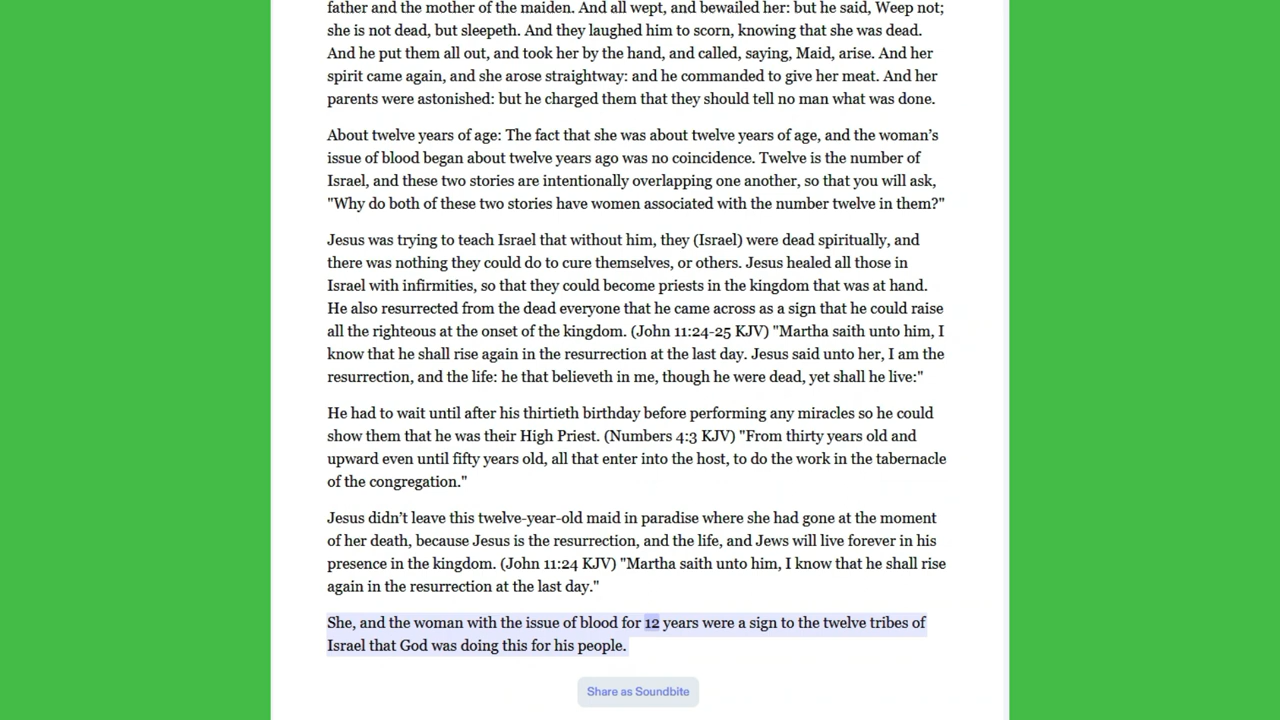 father and the mother of the maiden. And all wept, and bewailed her: but he said, Weep not;
she is not dead, but sleepeth. And they laughed him to scorn, knowing that she was dead.
And he put them all out, and took her by the hand, and called, saying, Maid, arise. And her
spirit came again, and she arose straightway: and he commanded to give her meat. And her
parents were astonished: but he charged them that they should tell no man what was done.
About twelve years of age: The fact that she was about twelve years of age, and the woman’s
issue of blood began about twelve years ago was no coincidence. Twelve is the number of
Israel, and these two stories are intentionally overlapping one another, so that you will ask,
"Why do both of these two stories have women associated with the number twelve in them?"
Jesus was trying to teach Israel that without him, they (Israel) were dead spiritually, and
there was nothing they could do to cure themselves, or others. Jesus healed all those in
Israel with infirmities, so that they could become priests in the kingdom that was at hand.
He also resurrected from the dead everyone that he came across as a sign that he could raise
all the righteous at the onset of the kingdom. (John 11:24-25 KJV) "Martha saith unto him, I
know that he shall rise again in the resurrection at the last day. Jesus said unto her, I am the
resurrection, and the life: he that believeth in me, though he were dead, yet shall he live:"
He had to wait until after his thirtieth birthday before performing any miracles so he could
show them that he was their High Priest. (Numbers 4:3 KJV) "From thirty years old and
upward even until fifty years old, all that enter into the host, to do the work in the tabernacle
of the congregation."
Jesus didn’t leave this twelve-year-old maid in paradise where she had gone at the moment
of her death, because Jesus is the resurrection, and the life, and Jews will live forever in his
presence in the kingdom. (John 11:24 KJV) "Martha saith unto him, I know that he shall rise
again in the resurrection at the last day."
She, and the woman with the issue of blood for 12 years were a sign to the twelve tribes of
Israel that God was doing this for his people.
Share as Soundbite